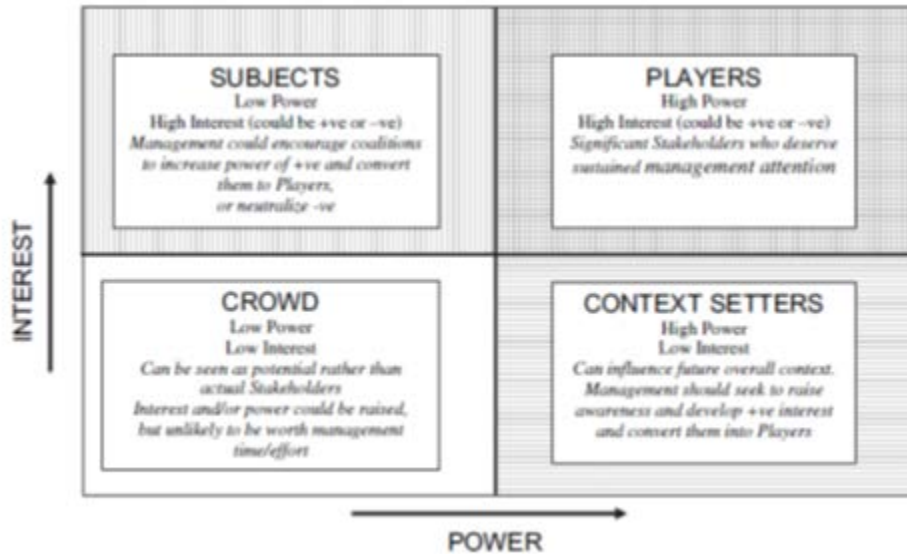 SUBJECTS
Low Power
High Interest (could be +ve or –ve)
Management could encourage coalitions
to increase power of +ve and convert
them to Players,
or neutralize -ve
PLAYERS
High Power
High Interest (could be +ve or –ve)
Significant Stakeholders who deserve
sustained management attention
INTEREST
CROWD
Low Power
Low Interest
Can be seen as potential rather than
actual Stakeholders
Interest and/or power could be raised,
but unlikely to be worth management
time/effort
CONTEXT SETTERS
High Power
Low Interest
Can influence future overall context.
Management should seek to raise
awareness and develop +ve interest
and convert them into Players
POWER